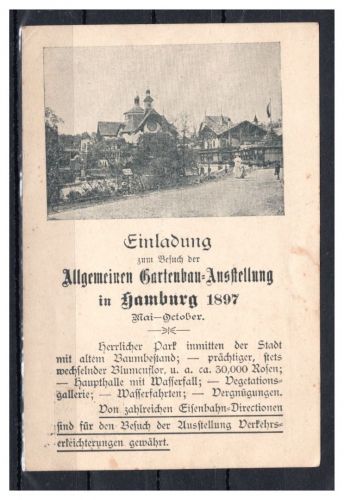 Einladung
zum Besuch der
Allgemeinen Gartenbau-Ausstellung
in Hamburg 1897
Mai—October.
Herrlicher Park inmitten der Stadt
mit altem Baumbestand; — prächtiger, stets
wechselnder Blumenflor, u. a. ca. 30,000 Rosen;
— Haupthalle mit Wasserfall; — Vegetations-
gallerie; — Wasserfahrten; — Vergnügungen.
Von zahlreichen Eisenbahn-Directionen
sind für den Besuch der Ausstellung Verkehrs-
erleichterungen gewährt.